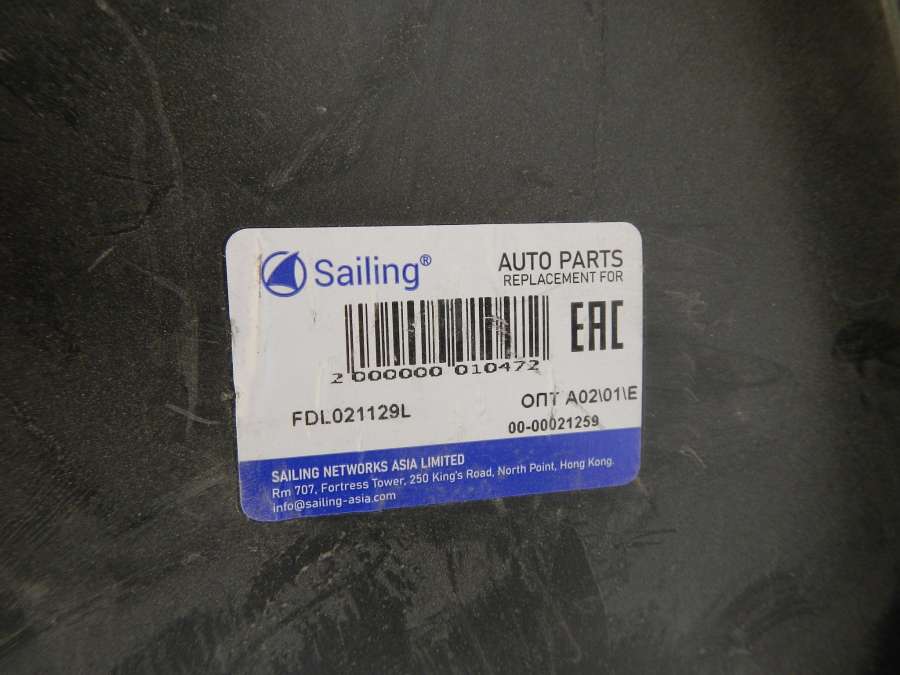 Sailing®
AUTO PARTS
REPLACEMENT FOR
EAC
2 000000 010472
FDL021129L
ОПТ А02\01\Е
00-00021259
SAILING NETWORKS ASIA LIMITED
Rm 707, Fortress Tower, 250 King's Road, North Point, Hong Kong.
info@sailing-asia.com